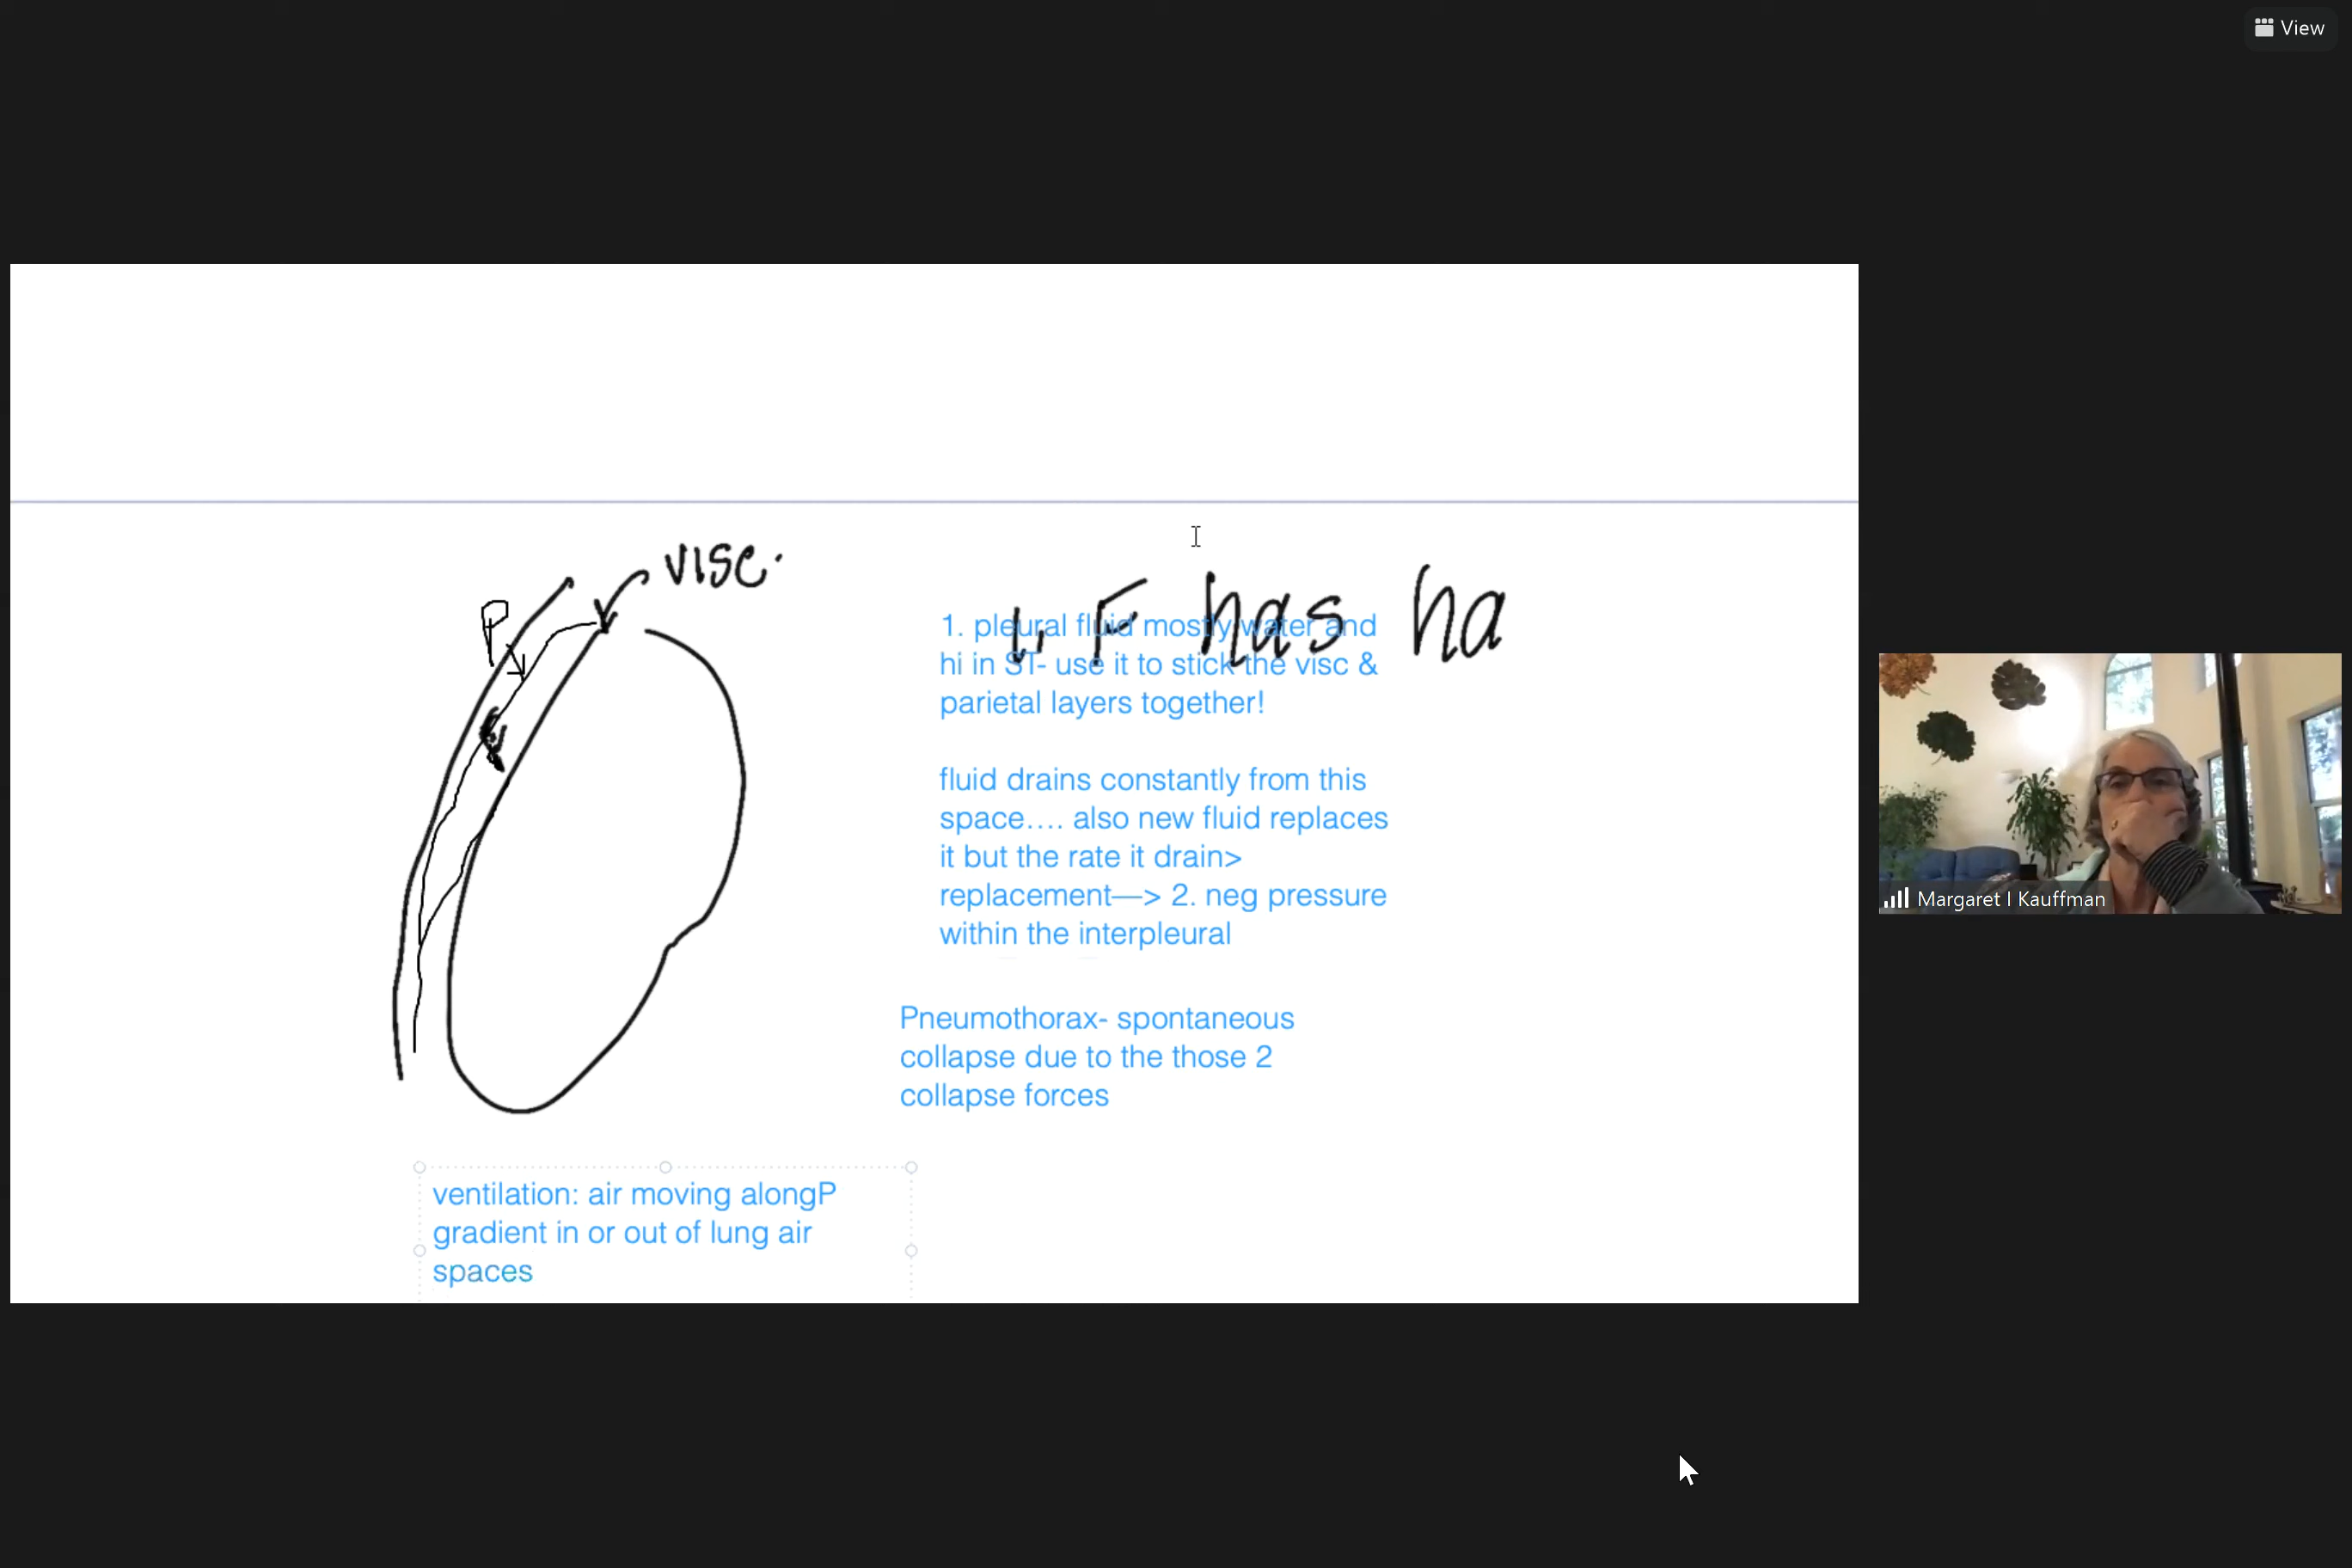 View
visc.
P
1. F has ha
1. pleural fluid mostly water and
hi in ST- use it to stick the visc &
parietal layers together!
fluid drains constantly from this
space.... also new fluid replaces
it but the rate it drain>
replacement—> 2. neg pressure
within the interpleural
Pneumothorax- spontaneous
collapse due to the those 2
collapse forces
ventilation: air moving alongP
gradient in or out of lung air
spaces
Margaret I Kauffman